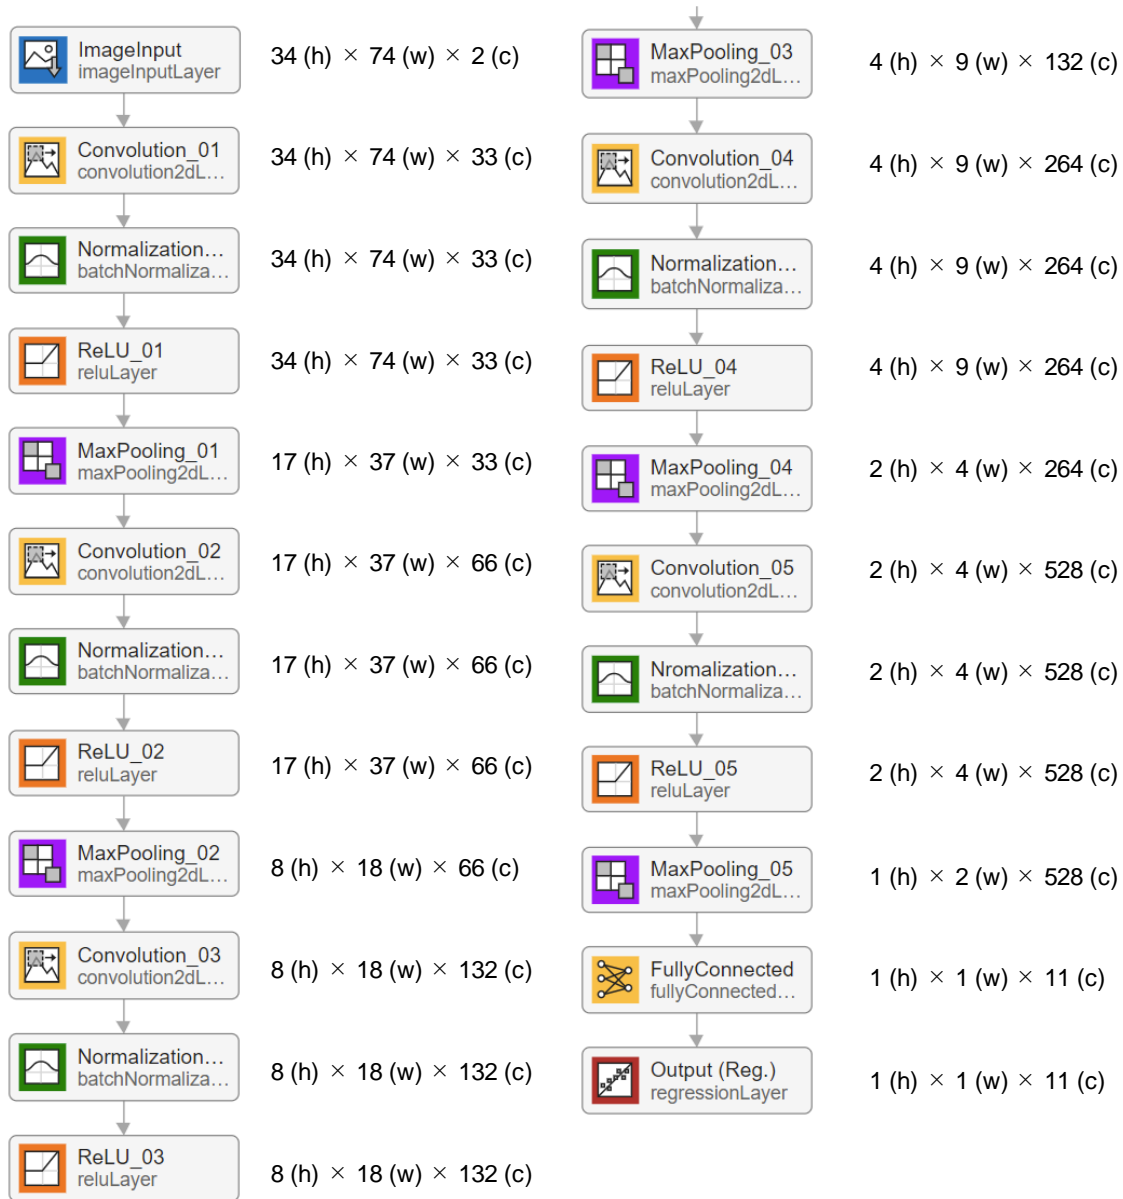 ImageInput
imageInputLayer
34 (h) × 74 (w) × 2 (c)
Convolution_01
convolution2dL...
34 (h) × 74 (w) × 33 (c)
Normalization...
batchNormaliza...
34 (h) × 74 (w) × 33 (c)
ReLU_01
reluLayer
34 (h) × 74 (w) × 33 (c)
MaxPooling_01
maxPooling2dL...
17 (h) × 37 (w) × 33 (c)
Convolution_02
convolution2dL...
17 (h) × 37 (w) × 66 (c)
Normalization...
batchNormaliza...
17 (h) × 37 (w) × 66 (c)
ReLU_02
reluLayer
17 (h) × 37 (w) × 66 (c)
MaxPooling_02
maxPooling2dL...
8 (h) × 18 (w) × 66 (c)
Convolution_03
convolution2dL...
8 (h) × 18 (w) × 132 (c)
Normalization...
batchNormaliza...
8 (h) × 18 (w) × 132 (c)
ReLU_03
reluLayer
8 (h) × 18 (w) × 132 (c)
MaxPooling_03
maxPooling2dL...
4 (h) × 9 (w) × 132 (c)
Convolution_04
convolution2dL...
4 (h) × 9 (w) × 264 (c)
Normalization...
batchNormaliza...
4 (h) × 9 (w) × 264 (c)
ReLU_04
reluLayer
4 (h) × 9 (w) × 264 (c)
MaxPooling_04
maxPooling2dL...
2 (h) × 4 (w) × 264 (c)
Convolution_05
convolution2dL...
2 (h) × 4 (w) × 528 (c)
Nromalization...
batchNormaliza...
2 (h) × 4 (w) × 528 (c)
ReLU_05
reluLayer
2 (h) × 4 (w) × 528 (c)
MaxPooling_05
maxPooling2dL...
1 (h) × 2 (w) × 528 (c)
FullyConnected
fullyConnected...
1 (h) × 1 (w) × 11 (c)
Output (Reg.)
regressionLayer
1 (h) × 1 (w) × 11 (c)